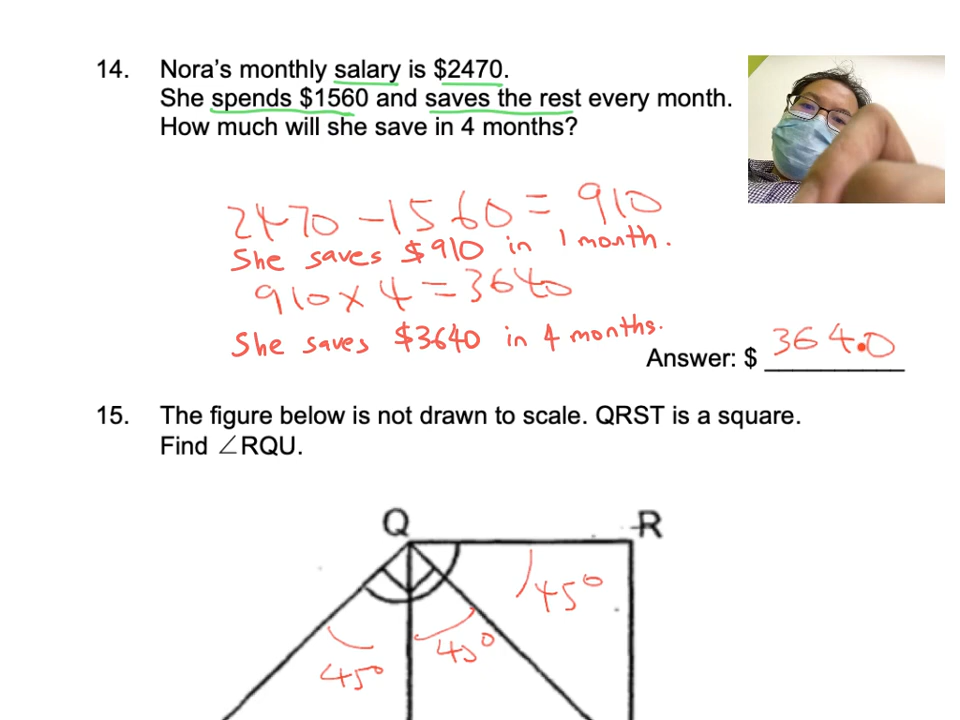 14. Nora's monthly salary is $2470.
She spends $1560 and saves the rest every month.
How much will she save in 4 months?
2470 - 1560 = 910
She saves $910 in 1 month.
910 x 4 = 3640
She saves $3640 in 4 months.
Answer: $ 3640
15. The figure below is not drawn to scale. QRST is a square.
Find ∠RQU.
Q
R
45°
45°
45°